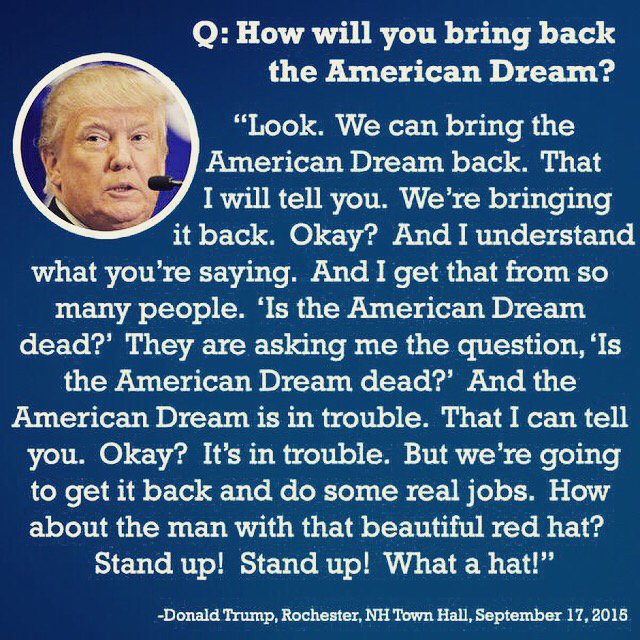 Q: How will you bring back
the American Dream?
“Look. We can bring the
American Dream back. That
I will tell you. We’re bringing
it back. Okay? And I understand
what you’re saying. And I get that from so
many people. ‘Is the American Dream
dead?’ They are asking me the question, ‘Is
the American Dream dead?’ And the
American Dream is in trouble. That I can tell
you. Okay? It’s in trouble. But we’re going
to get it back and do some real jobs. How
about the man with that beautiful red hat?
Stand up! Stand up! What a hat!”
-Donald Trump, Rochester, NH Town Hall, September 17, 2015